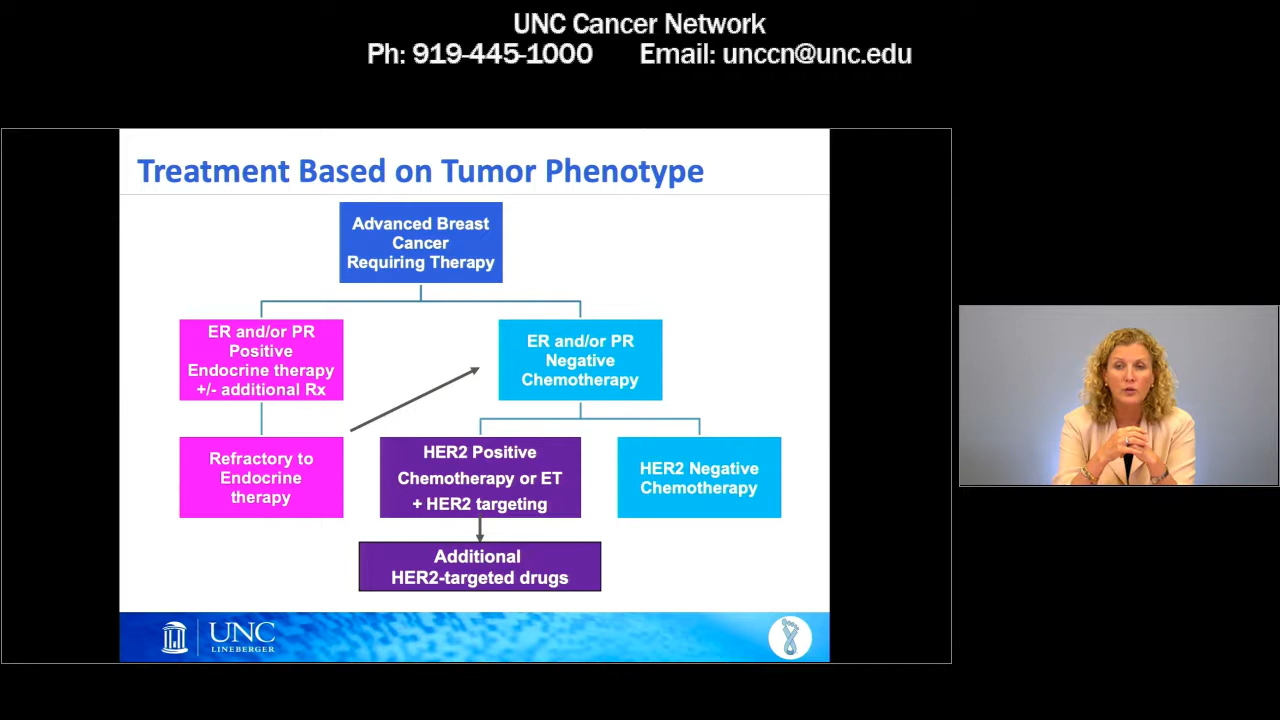 UNC Cancer Network
Ph: 919-445-1000 Email: unccn@unc.edu
Treatment Based on Tumor Phenotype
Advanced Breast
Cancer
Requiring Therapy
ER and/or PR
Positive
Endocrine therapy
+/- additional Rx
ER and/or PR
Negative
Chemotherapy
Refractory to
Endocrine
therapy
HER2 Positive
Chemotherapy or ET
+ HER2 targeting
HER2 Negative
Chemotherapy
Additional
HER2-targeted drugs
UNC
LINEBERGER